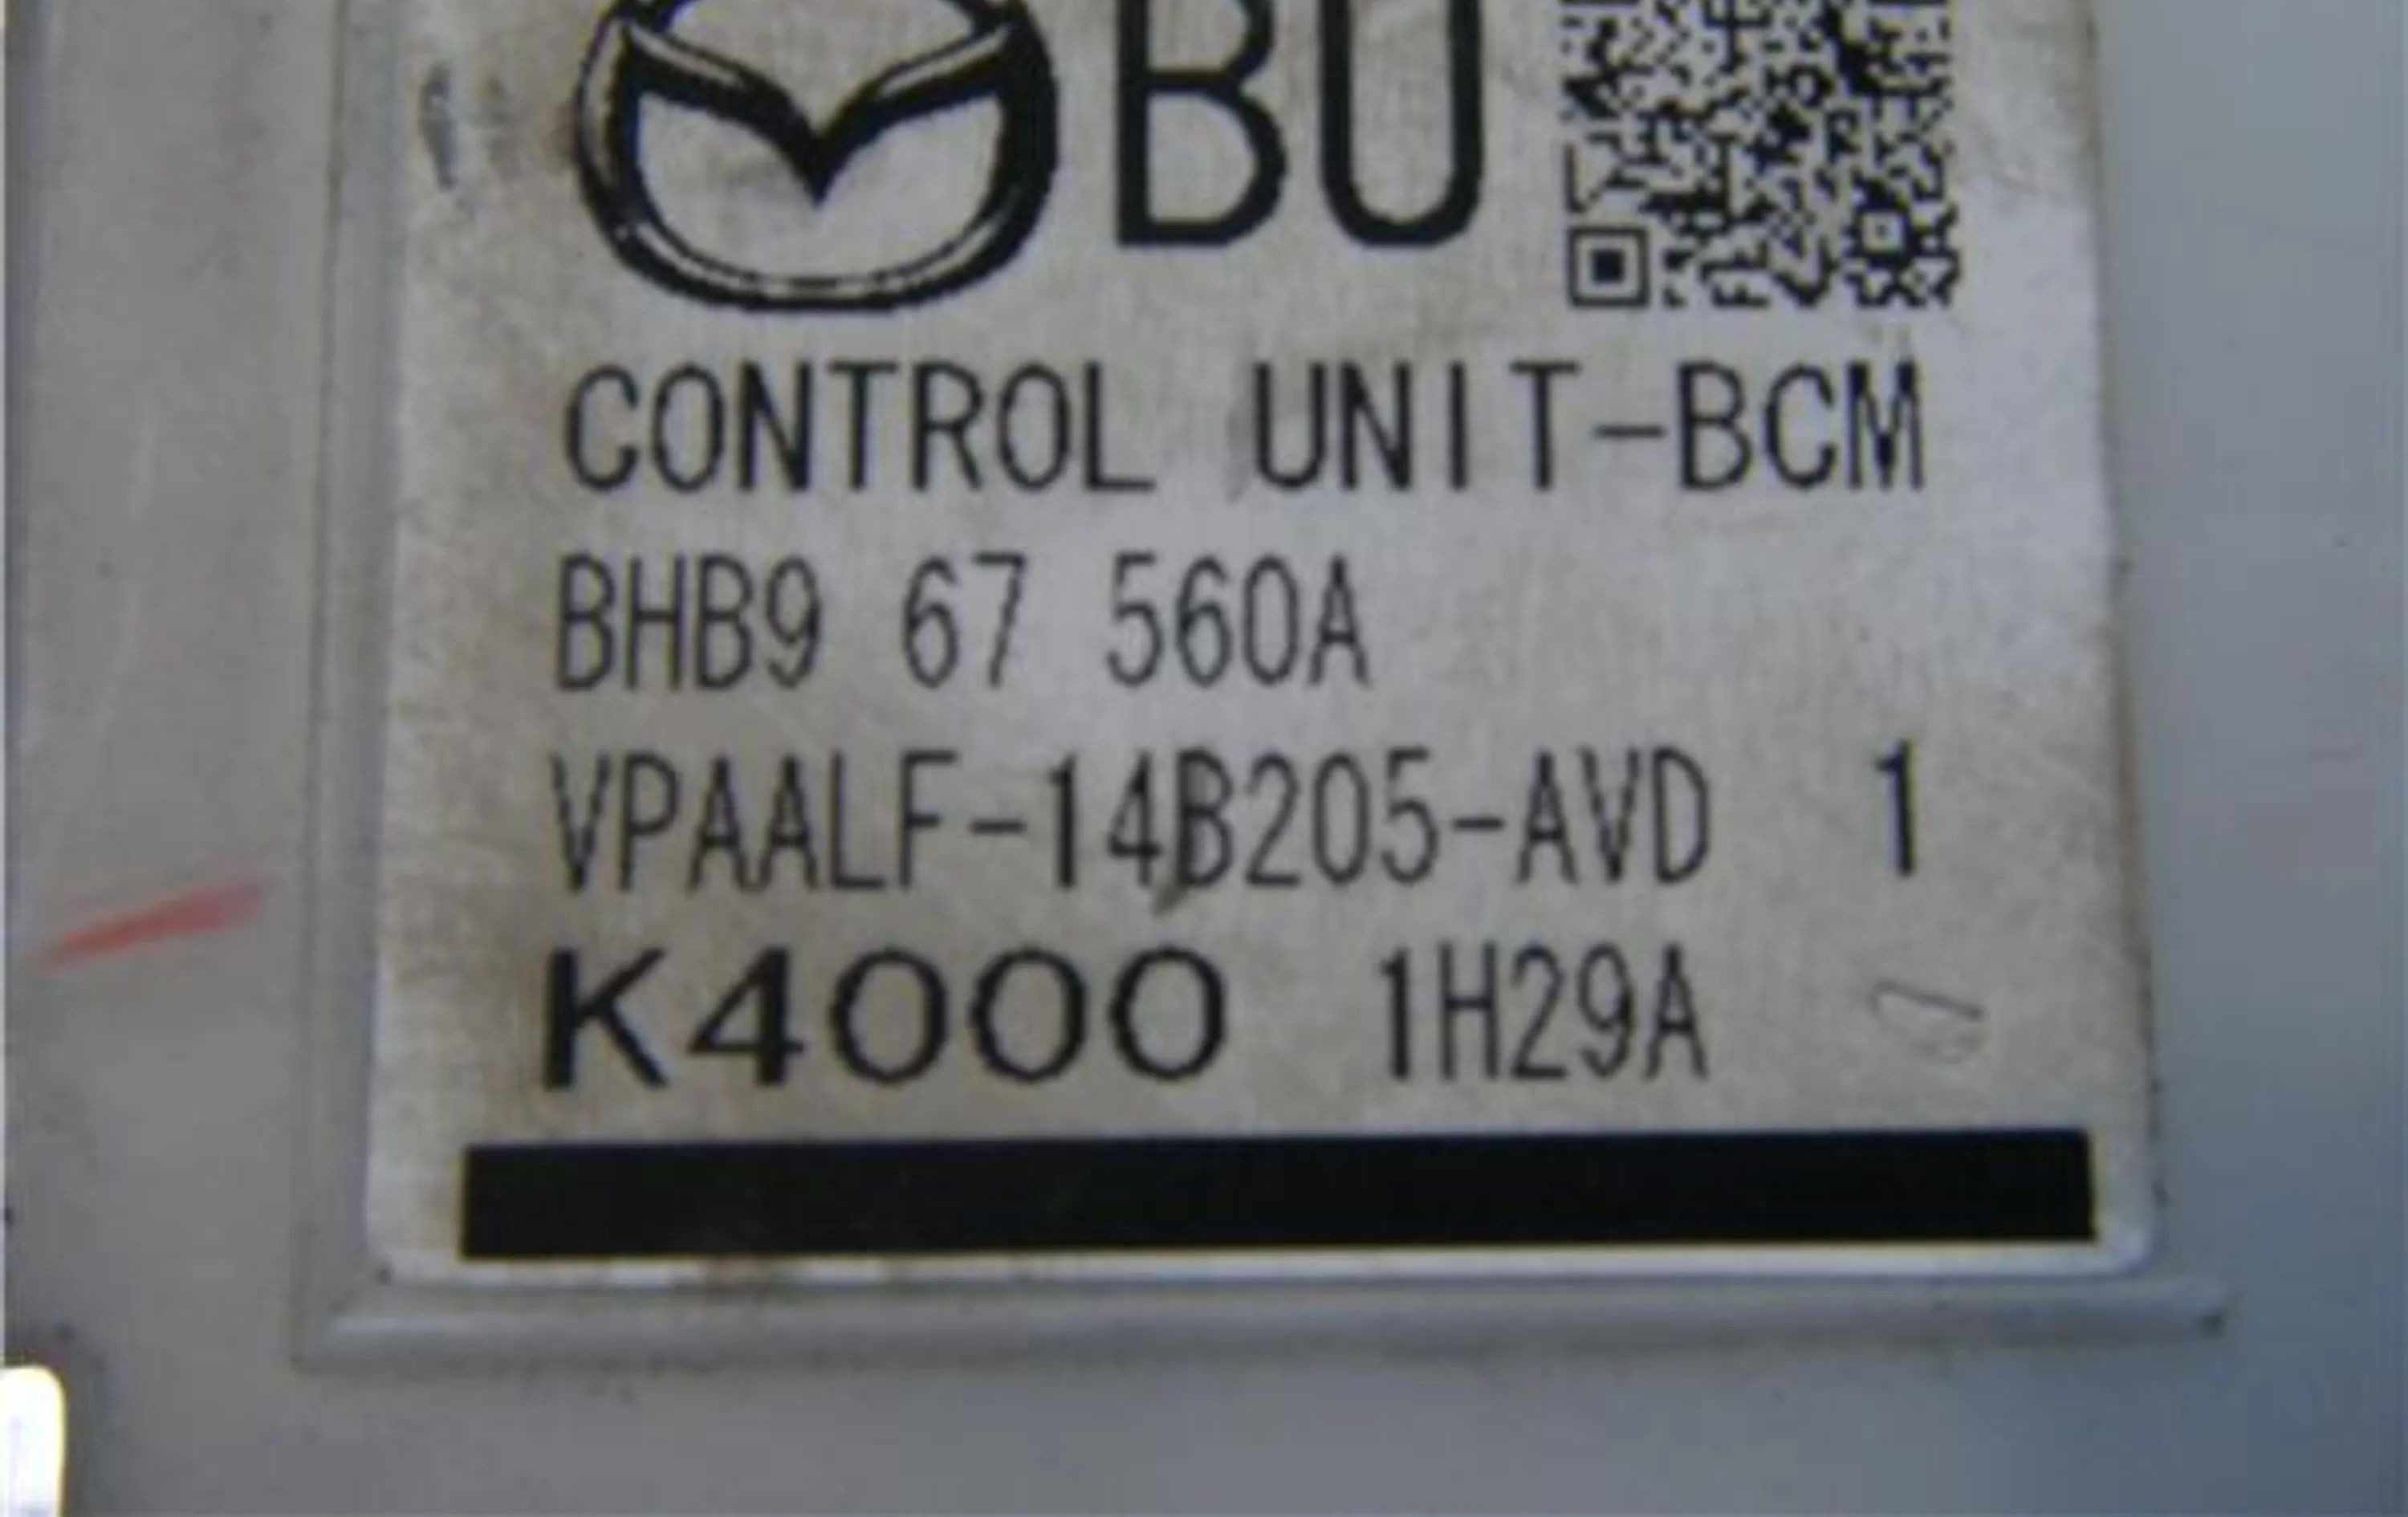 BU
CONTROL UNIT-BCM
BHB9 67 560A
VPAALF-14B205-AVD 1
K4000 1H29A